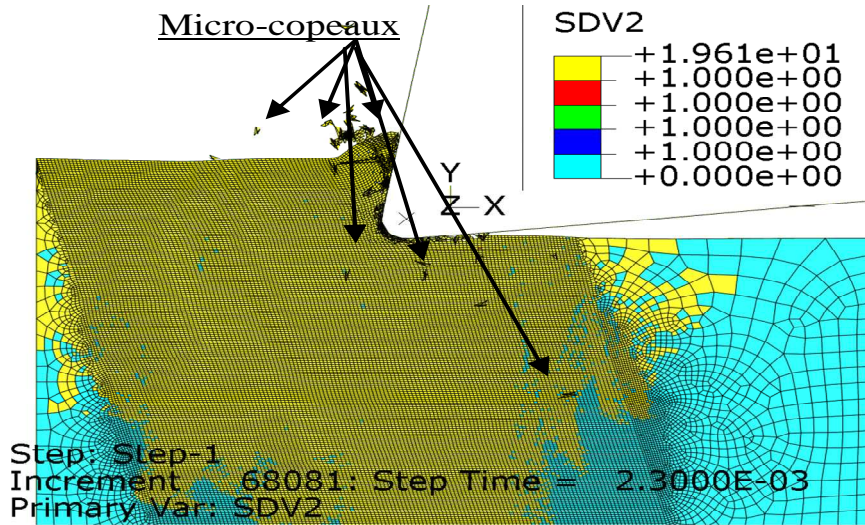 Micro-copeaux
SDV2
+1.961e+01
+1.000e+00
+1.000e+00
+1.000e+00
+1.000e+00
+0.000e+00
Y
Z X
Step: Step-1
Increment 68081: Step Time = 2.3000E-03
Primary Var: SDV2